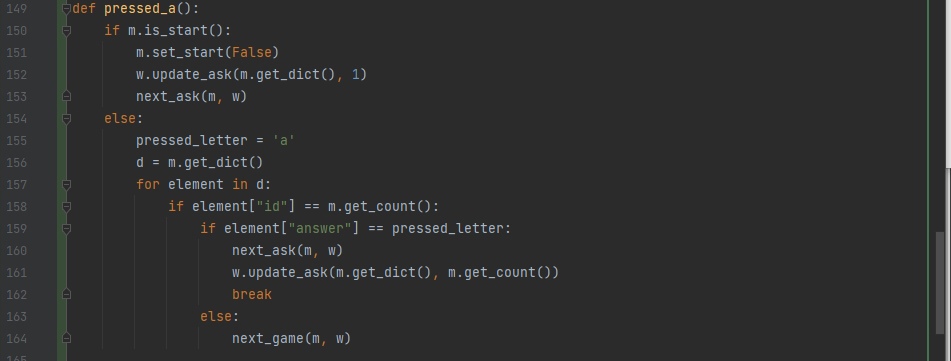 149 def pressed_a():
150 if m.is_start():
151 m.set_start(False)
152 w.update_ask(m.get_dict(), 1)
153 next_ask(m, w)
154 else:
155 pressed_letter = 'a'
156 d = m.get_dict()
157 for element in d:
158 if element["id"] == m.get_count():
159 if element["answer"] == pressed_letter:
160 next_ask(m, w)
161 w.update_ask(m.get_dict(), m.get_count())
162 break
163 else:
164 next_game(m, w)
165